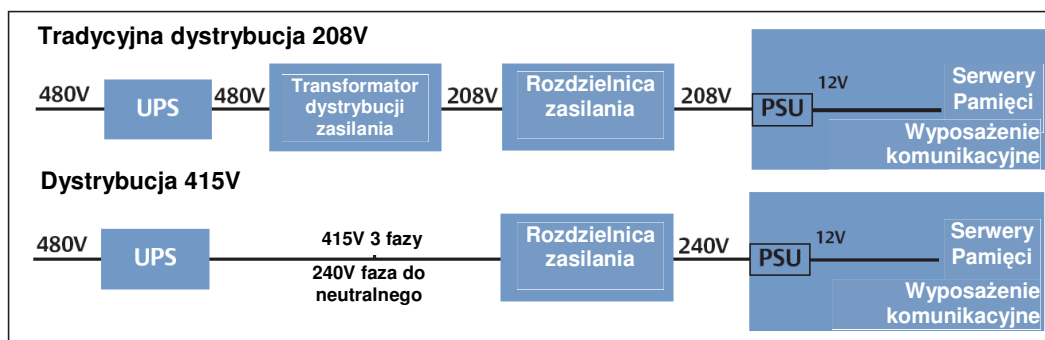 Tradycyjna dystrybucja 208V
480V
UPS
480V
Transformator
dystrybucji
zasilania
208V
Rozdzielnica
zasilania
208V
PSU
12V
Serwery
Pamięci
Wyposażenie
komunikacyjne
Dystrybucja 415V
480V
UPS
415V 3 fazy
240V faza do
neutralnego
Rozdzielnica
zasilania
240V
PSU
12V
Serwery
Pamięci
Wyposażenie
komunikacyjne